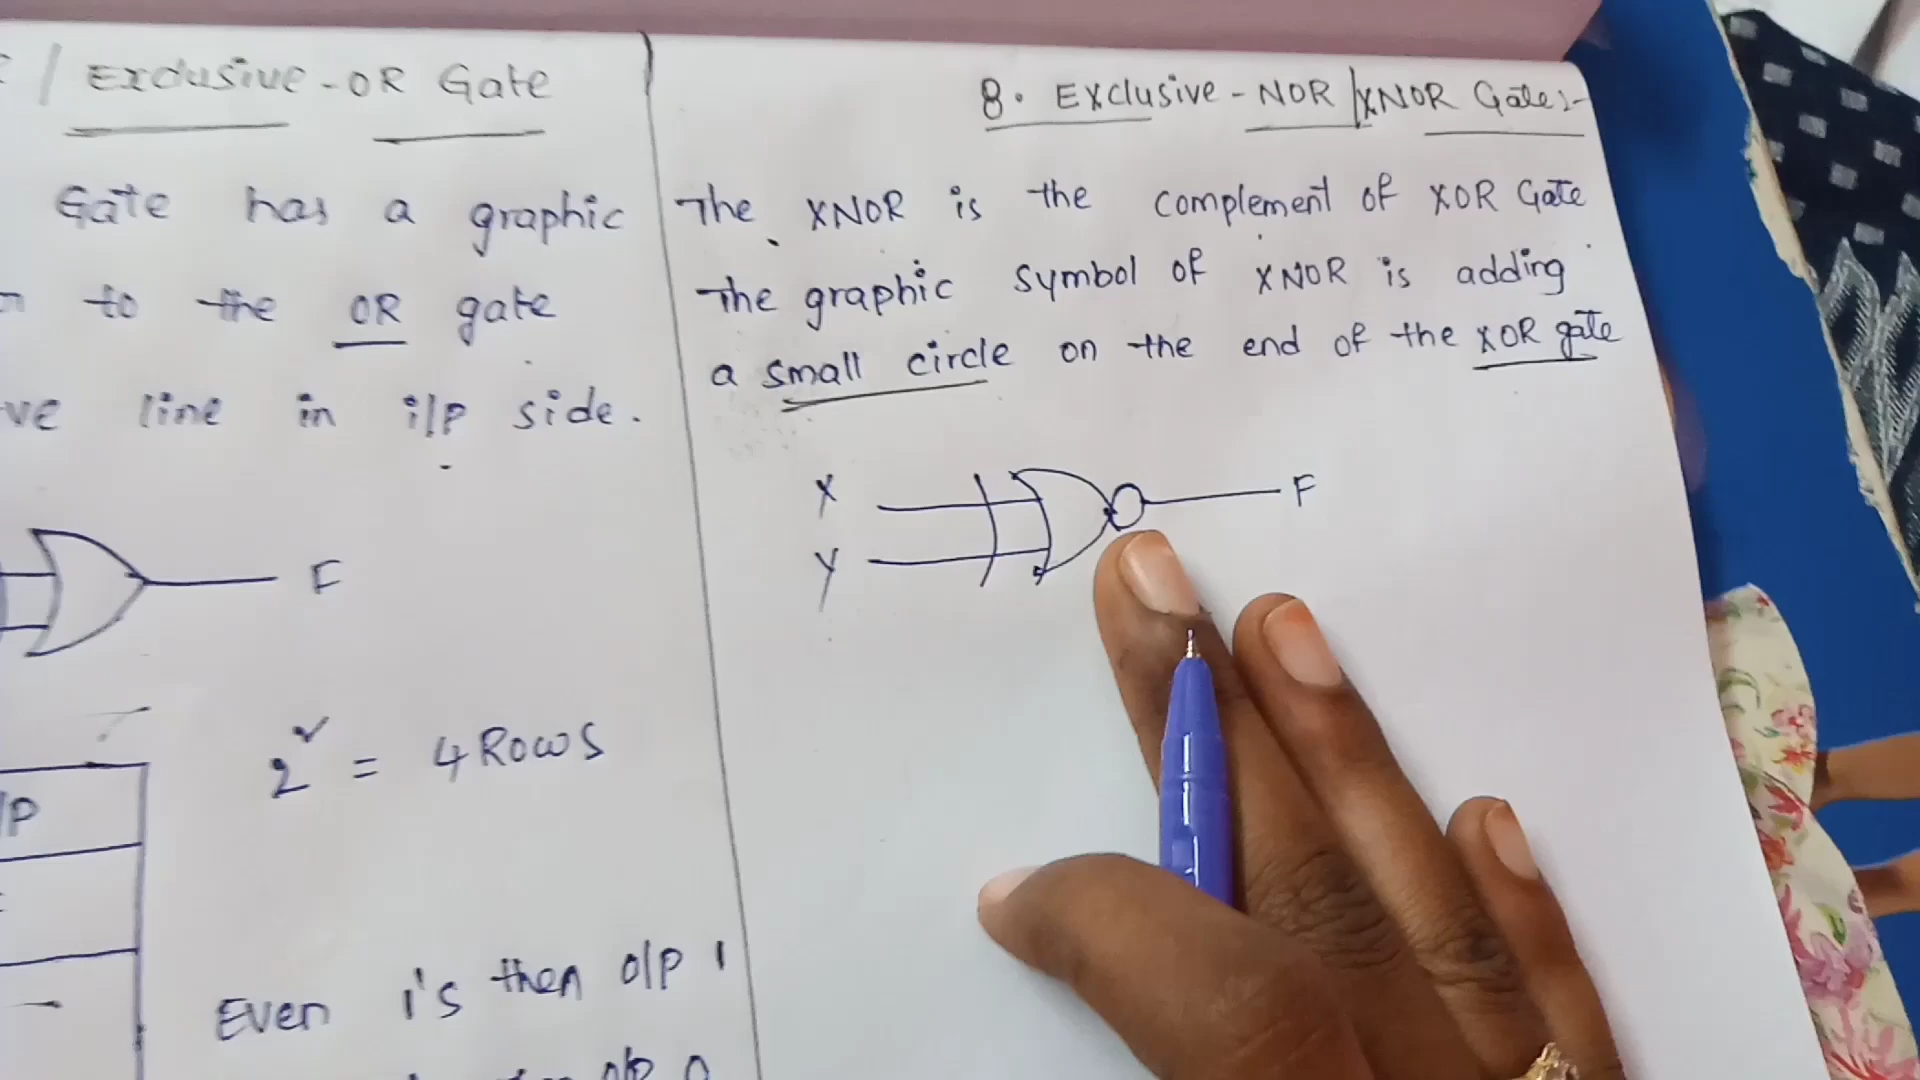 / Exclusive-OR Gate
Gate has a graphic
to the OR gate
ve line in i/p side.
F
2² = 4 Rows
/P
Even 1's then o/p 1
o/p 0
8. Exclusive-NOR/XNOR Gate:-
The XNOR is the complement of XOR Gate
The graphic symbol of XNOR is adding
a small circle on the end of the XOR gate
X
F
Y